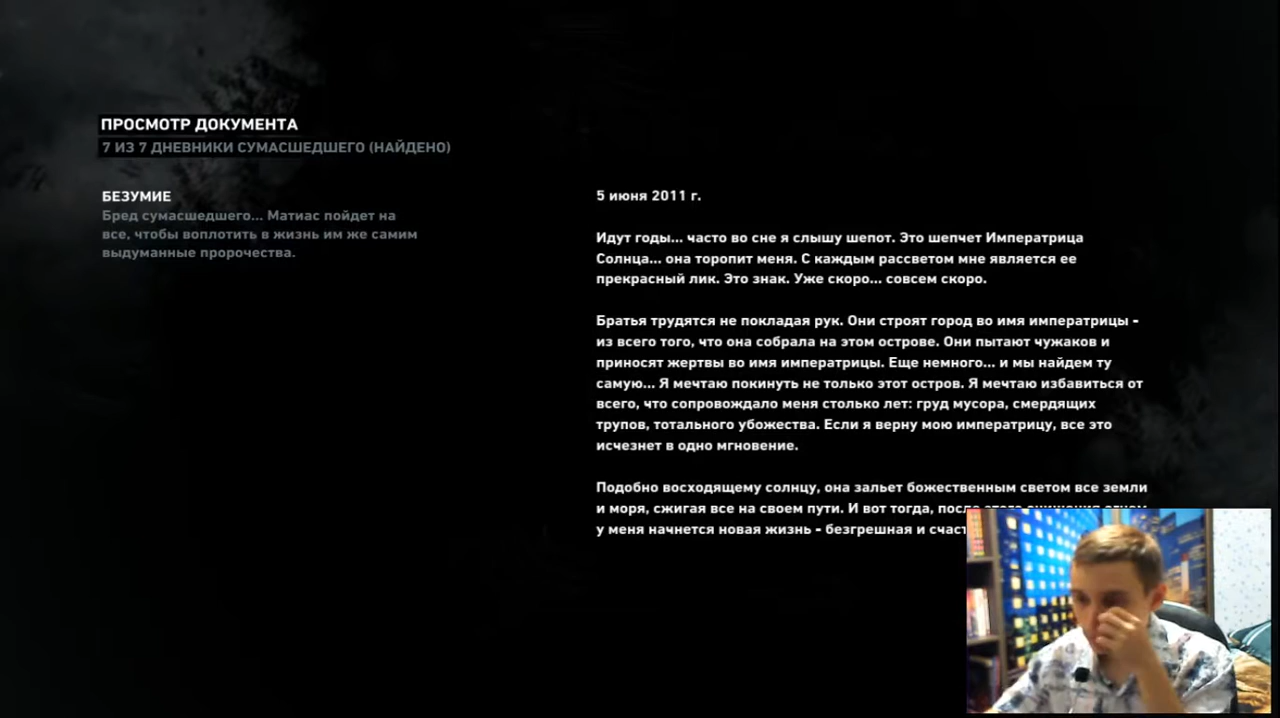 ПРОСМОТР ДОКУМЕНТА
7 ИЗ 7 ДНЕВНИКИ СУМАСШЕДШЕГО (НАЙДЕНО)
БЕЗУМИЕ
Бред сумасшедшего... Матиас пойдет на
все, чтобы воплотить в жизнь им же самим
выдуманные пророчества.
5 июня 2011 г.
Идут годы... часто во сне я слышу шепот. Это шепчет Императрица
Солнца... она торопит меня. С каждым рассветом мне является ее
прекрасный лик. Это знак. Уже скоро... совсем скоро.
Братья трудятся не покладая рук. Они строят город во имя императрицы -
из всего того, что она собрала на этом острове. Они пытают чужаков и
приносят жертвы во имя императрицы. Еще немного... и мы найдем ту
самую... Я мечтаю покинуть не только этот остров. Я мечтаю избавиться от
всего, что сопровождало меня столько лет: груд мусора, смердящих
трупов, тотального убожества. Если я верну мою императрицу, все это
исчезнет в одно мгновение.
Подобно восходящему солнцу, она зальет божественным светом все земли
и моря, сжигая все на своем пути. И вот тогда, после
у меня начнется новая жизнь - безгрешная и